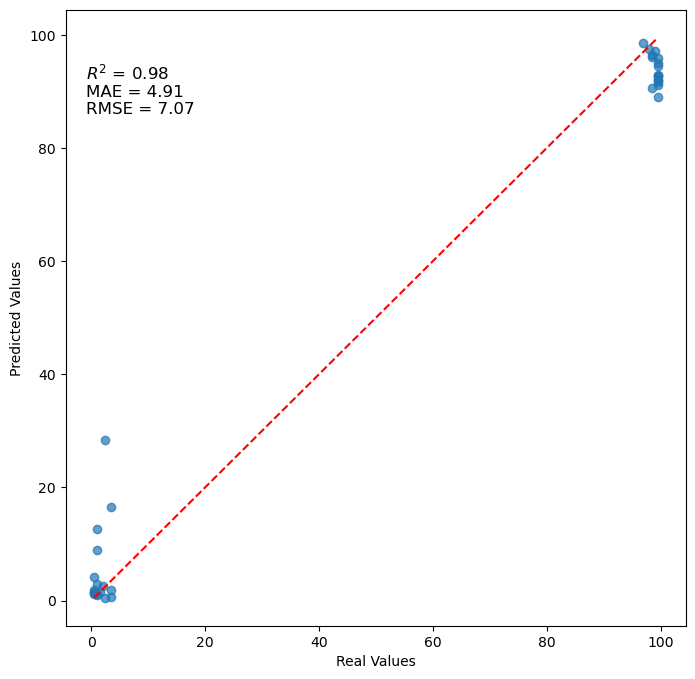 100
R² = 0.98
MAE = 4.91
RMSE = 7.07
80
60
Predicted Values
40
20
0
0 20 40 60 80 100
Real Values